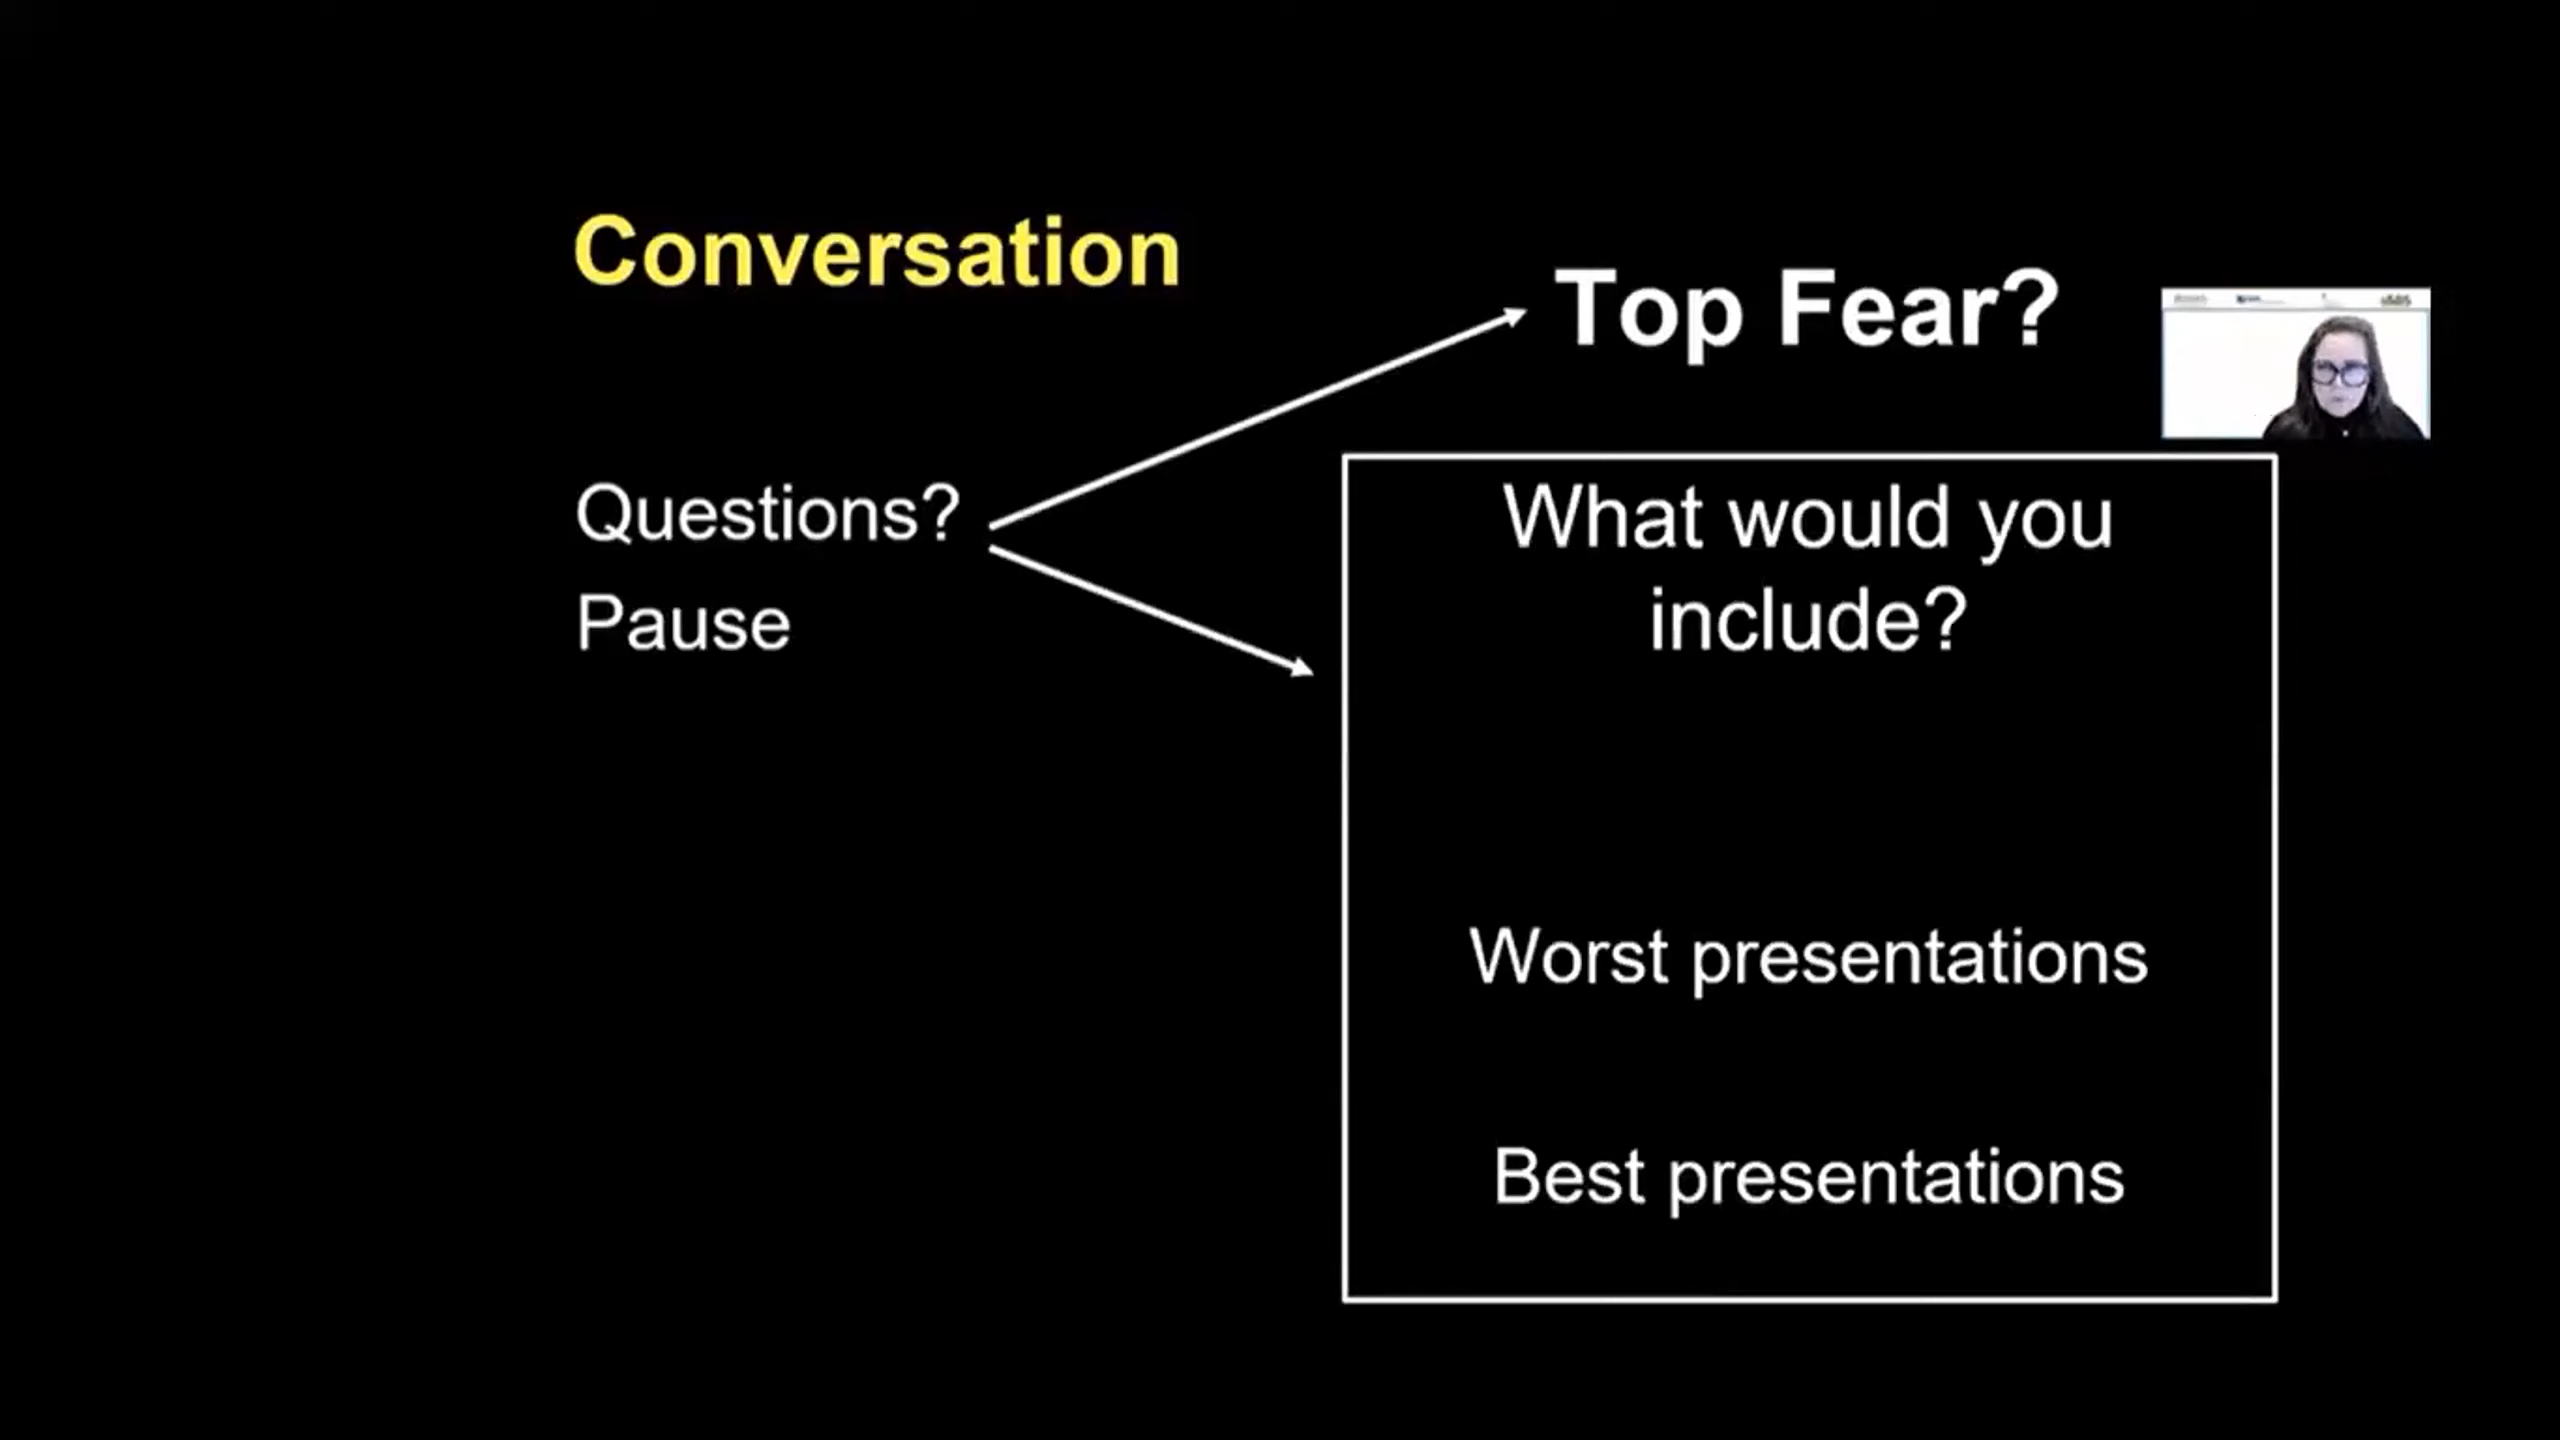 Conversation
Top Fear?
Questions?
Pause
What would you
include?
Worst presentations
Best presentations